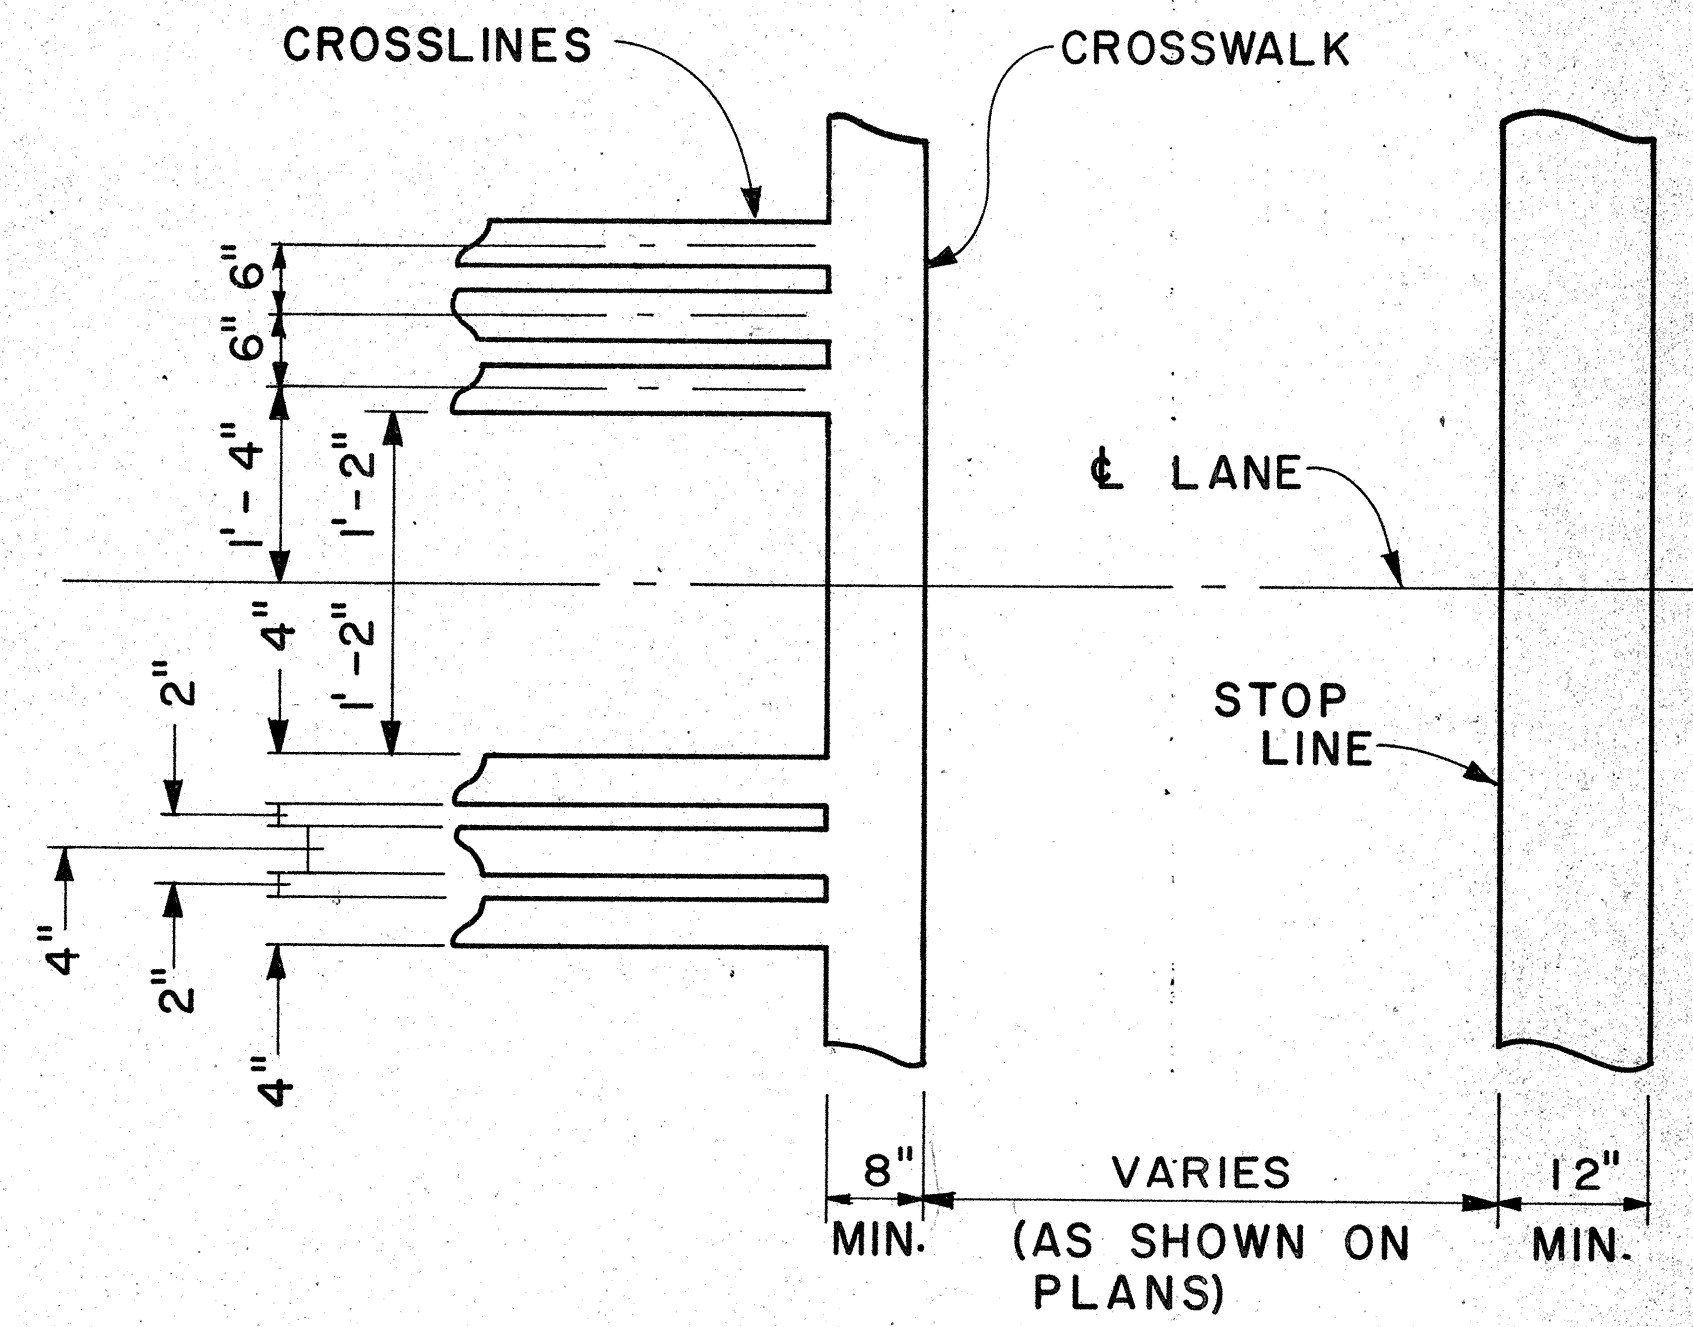 CROSSLINES
CROSSWALK
6"
6"
1'-4"
1'-2"
℄ LANE
4"
1'-2"
2"
STOP
LINE
4"
2"
4"
8"
MIN.
VARIES
(AS SHOWN ON
PLANS)
12"
MIN.